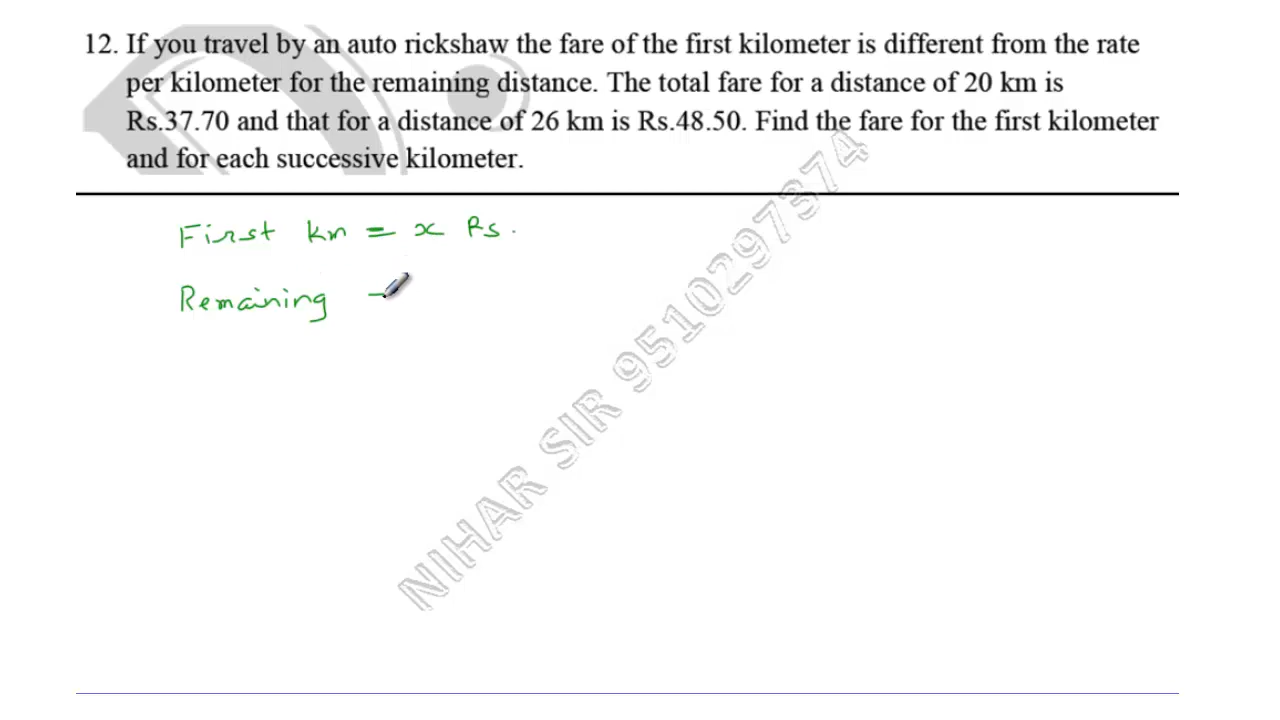 12. If you travel by an auto rickshaw the fare of the first kilometer is different from the rate
per kilometer for the remaining distance. The total fare for a distance of 20 km is
Rs.37.70 and that for a distance of 26 km is Rs.48.50. Find the fare for the first kilometer
and for each successive kilometer.
First km = x Rs.
Remaining
NIHAR SIR 9510297374